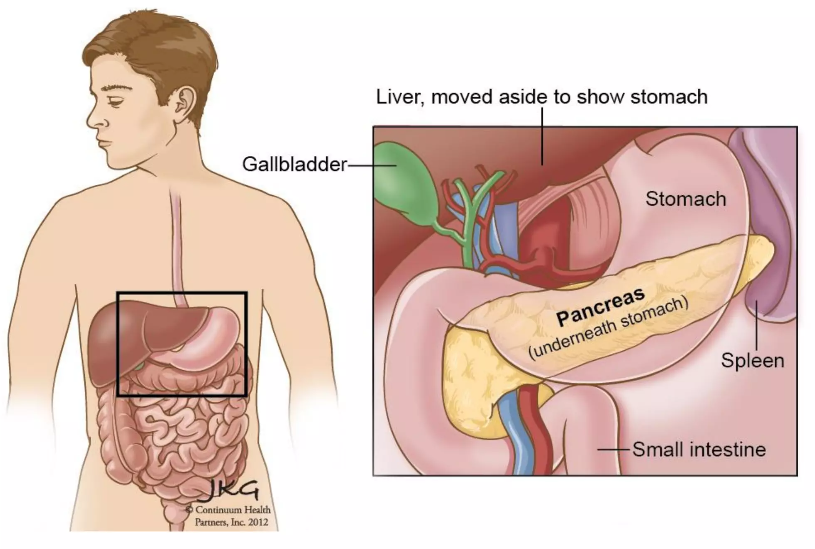 Liver, moved aside to show stomach
Gallbladder
Stomach
Pancreas
(underneath stomach)
Spleen
Small intestine
JKG
© Continuum Health
Partners, Inc. 2012